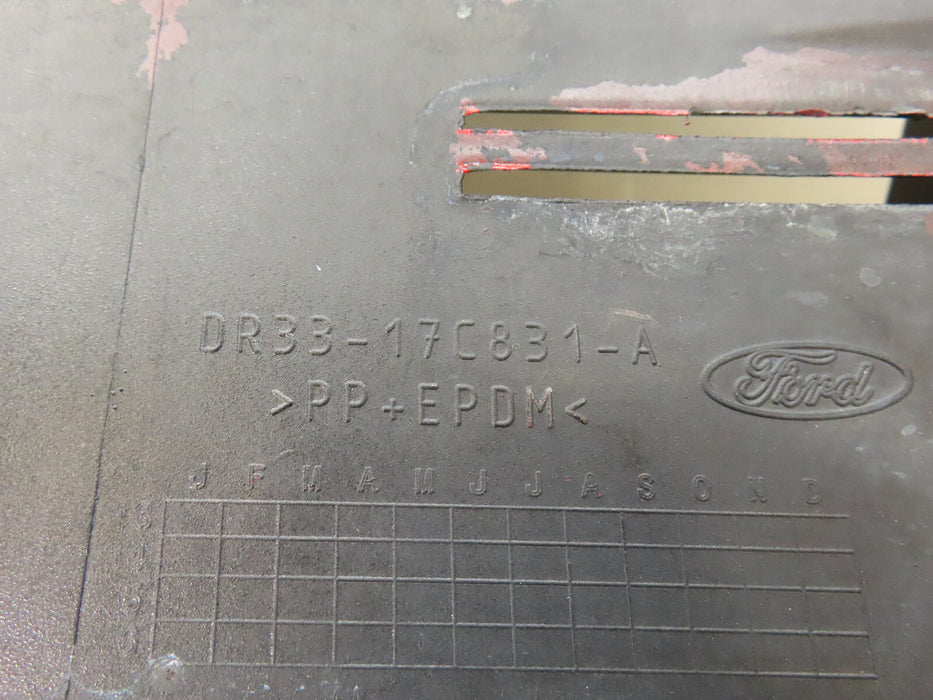 DR33-17C831-A
>PP+EPDM<
Ford
J F M A M J J A S O N D